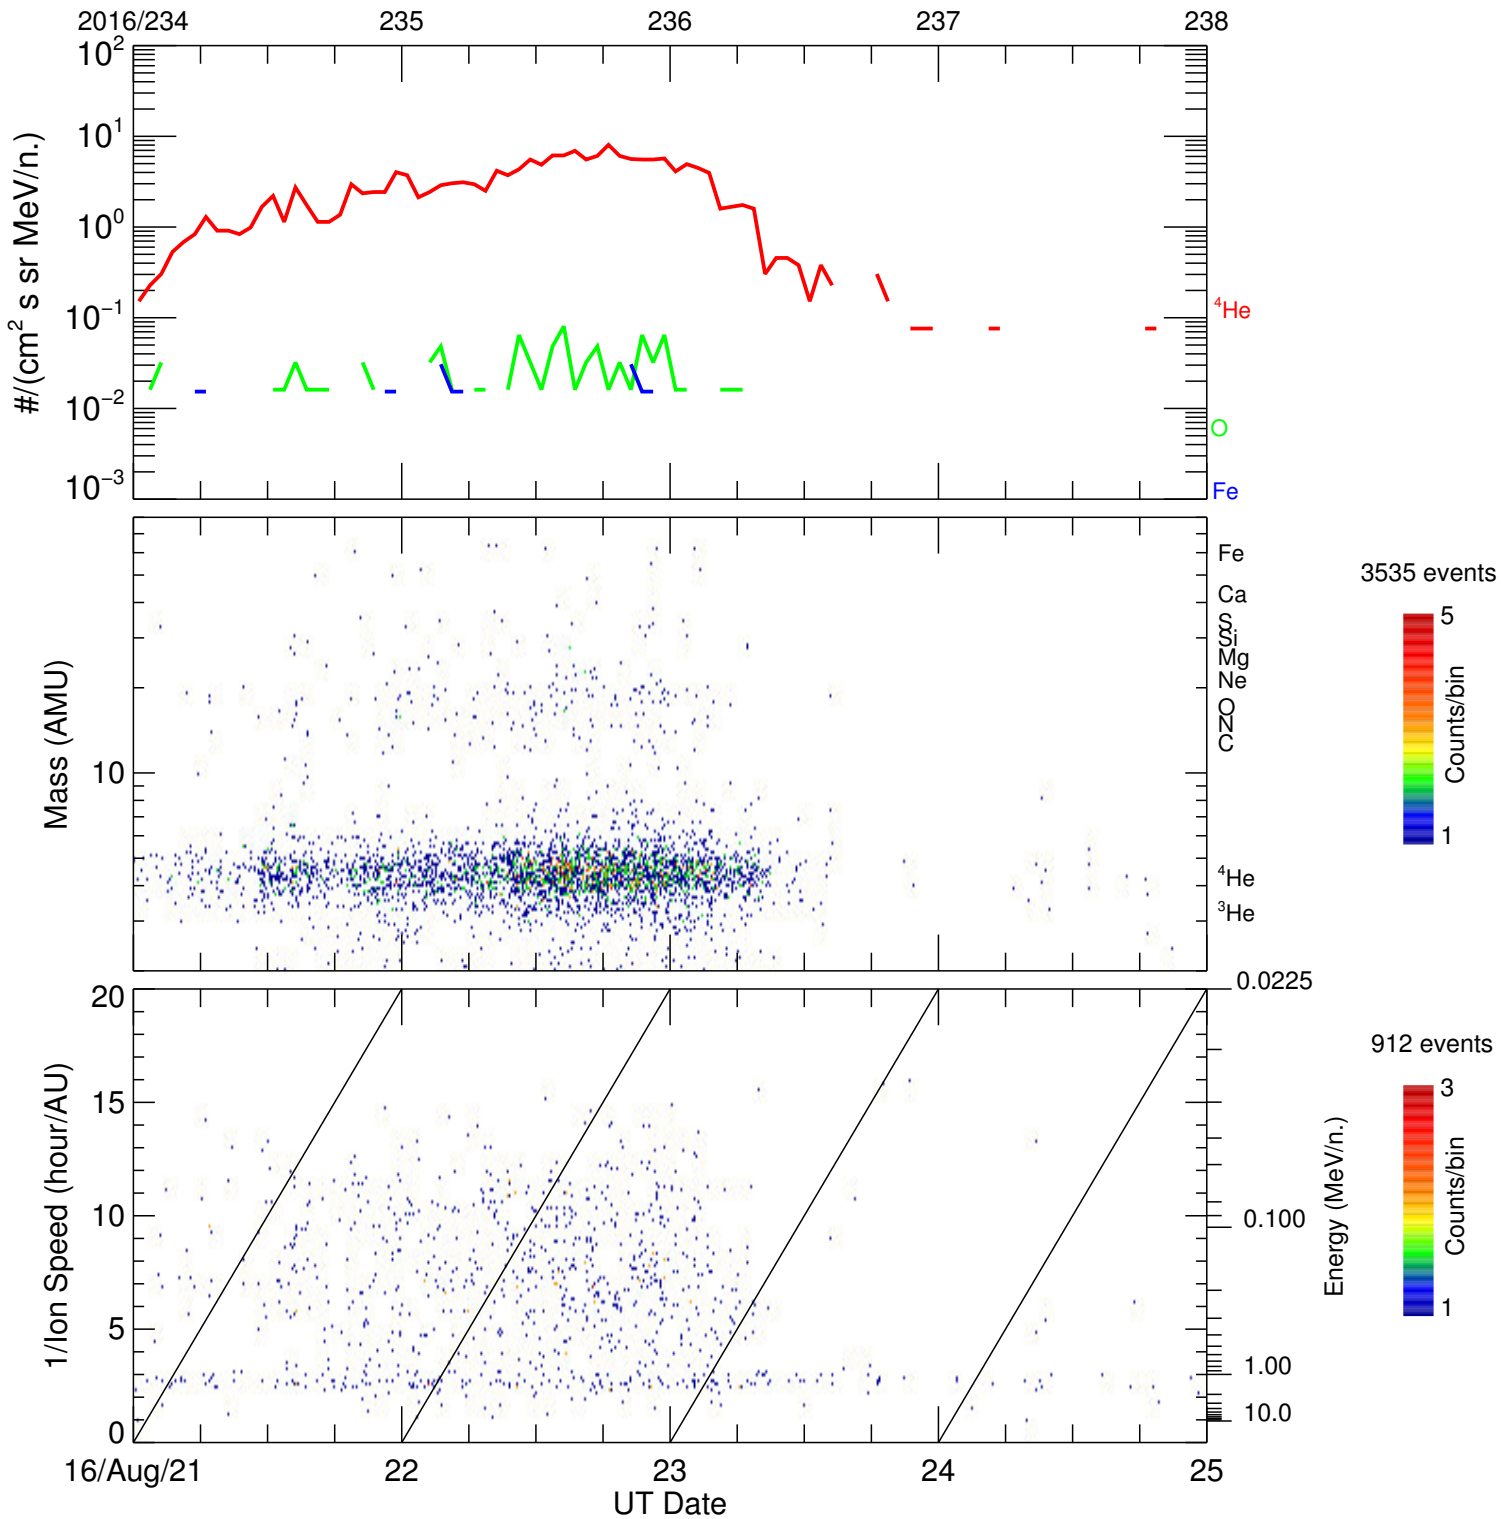 2016/234 235 236 237 238
10² 10¹ 10⁰ 10⁻¹ 10⁻² 10⁻³
#/(cm² s sr MeV/n.)
⁴He
O
Fe
Mass (AMU)
10
Fe
Ca
S
Si
Mg
Ne
O
N
C
⁴He
³He
3535 events
5
Counts/bin
1
1/Ion Speed (hour/AU)
20
15
10
5
0
0.0225
0.100
1.00
10.0
Energy (MeV/n.)
912 events
3
Counts/bin
1
16/Aug/21 22 23 24 25
UT Date